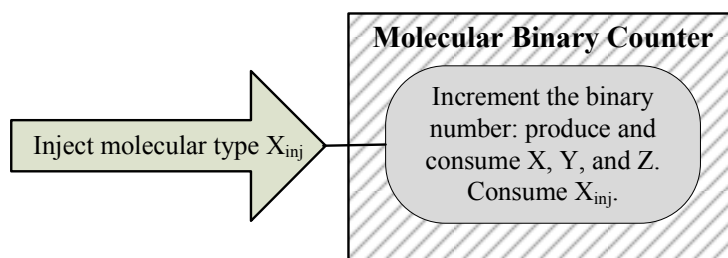 Molecular Binary Counter
Inject molecular type Xinj
Increment the binary
number: produce and
consume X, Y, and Z.
Consume Xinj.